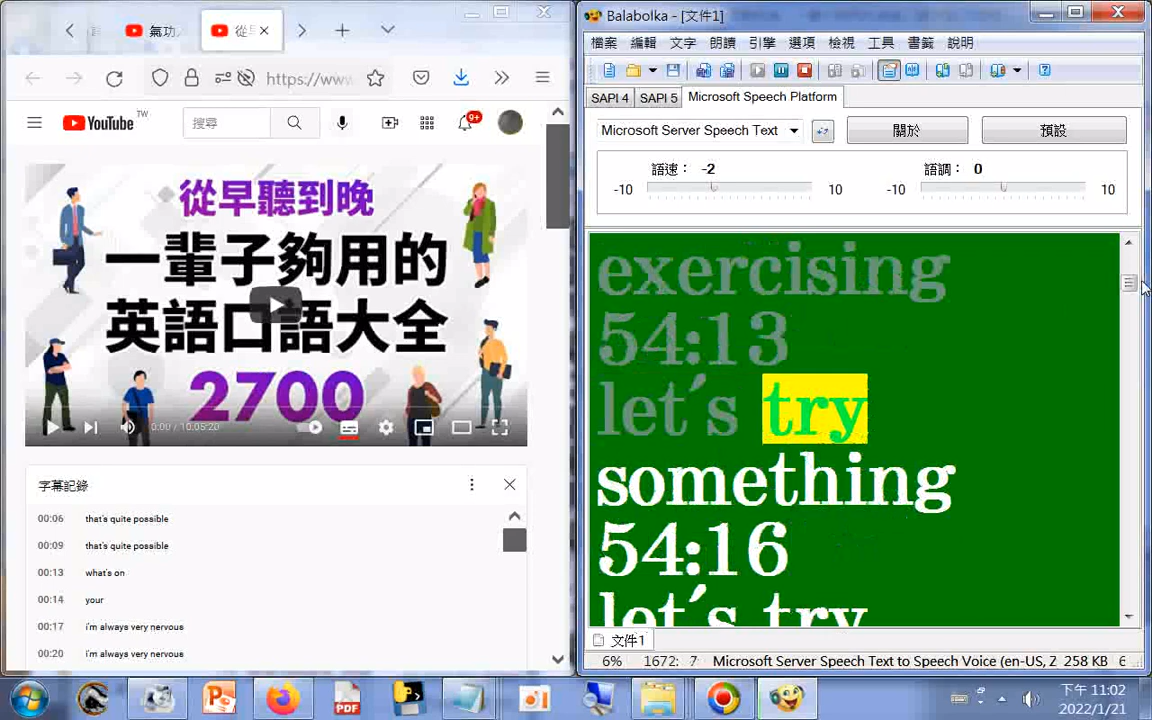 氣功
從
https://www
YouTube TW
搜尋
9+
從早聽到晚
一輩子夠用的
英語口語大全
2700
0:00 / 10:05:20
字幕記錄
00:06 that's quite possible
00:09 that's quite possible
00:13 what's on
00:14 your
00:17 i'm always very nervous
00:20 i'm always very nervous
Balabolka - [文件1]
檔案 編輯 文字 朗讀 引擎 選項 檢視 工具 書籤 說明
SAPI 4 SAPI 5 Microsoft Speech Platform
Microsoft Server Speech Text 關於 預設
語速： -2 語調： 0
-10 10 -10 10
exercising
54:13
let's try
something
54:16
let's try
文件1
6% 1672: 7 Microsoft Server Speech Text to Speech Voice (en-US, Z 258 KB 6
PDF
下午 11:02
2022/1/21